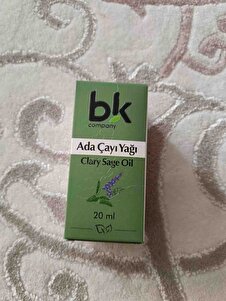 bk
company
Ada Çayı Yağı
Clary Sage Oil
20 ml